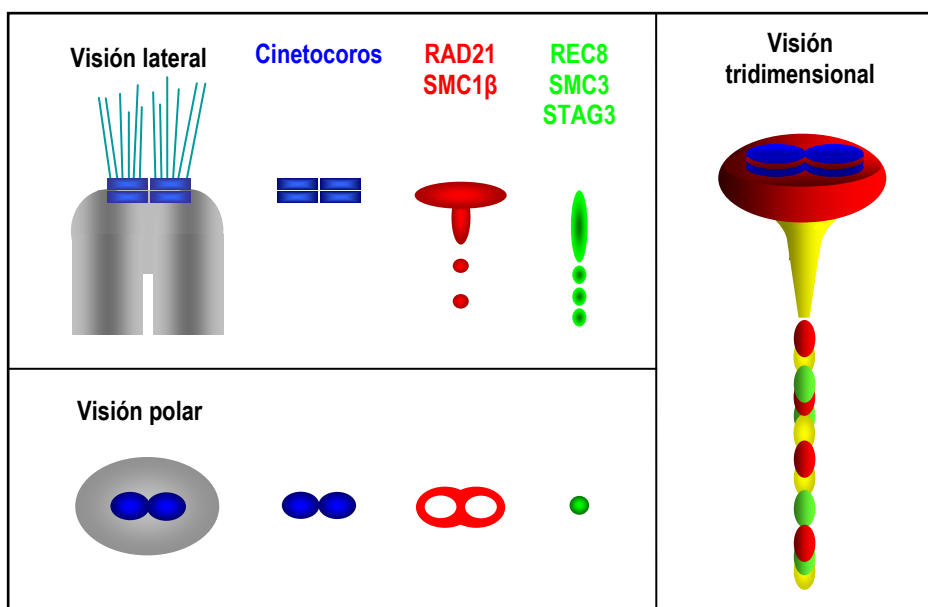 Visión lateral
Cinetocoros
RAD21
SMC1β
REC8
SMC3
STAG3
Visión
tridimensional
Visión polar